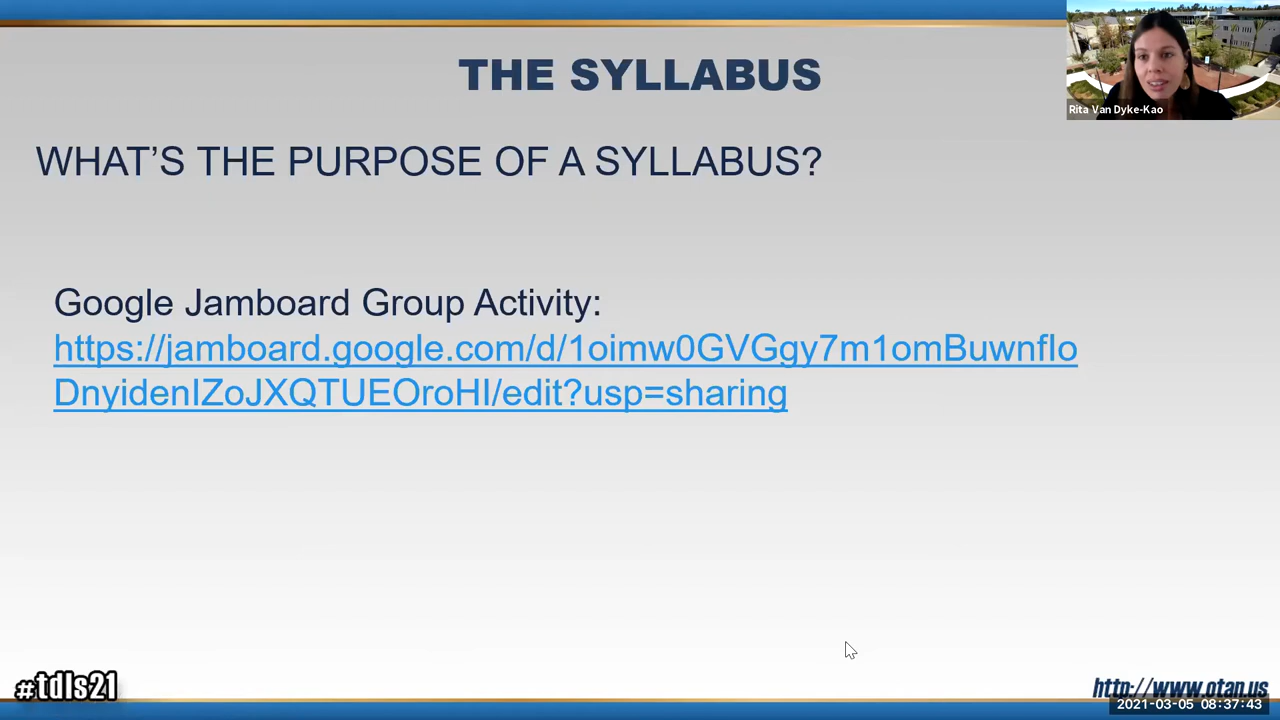 THE SYLLABUS
Rita Van Dyke-Kao
WHAT'S THE PURPOSE OF A SYLLABUS?
Google Jamboard Group Activity:
https://jamboard.google.com/d/1oimw0GVGgy7m1omBuwnflo
DnyidenIZoJXQTUEOroHI/edit?usp=sharing
#tdls21
http://www.otan.us
2021-03-05 08:37:43